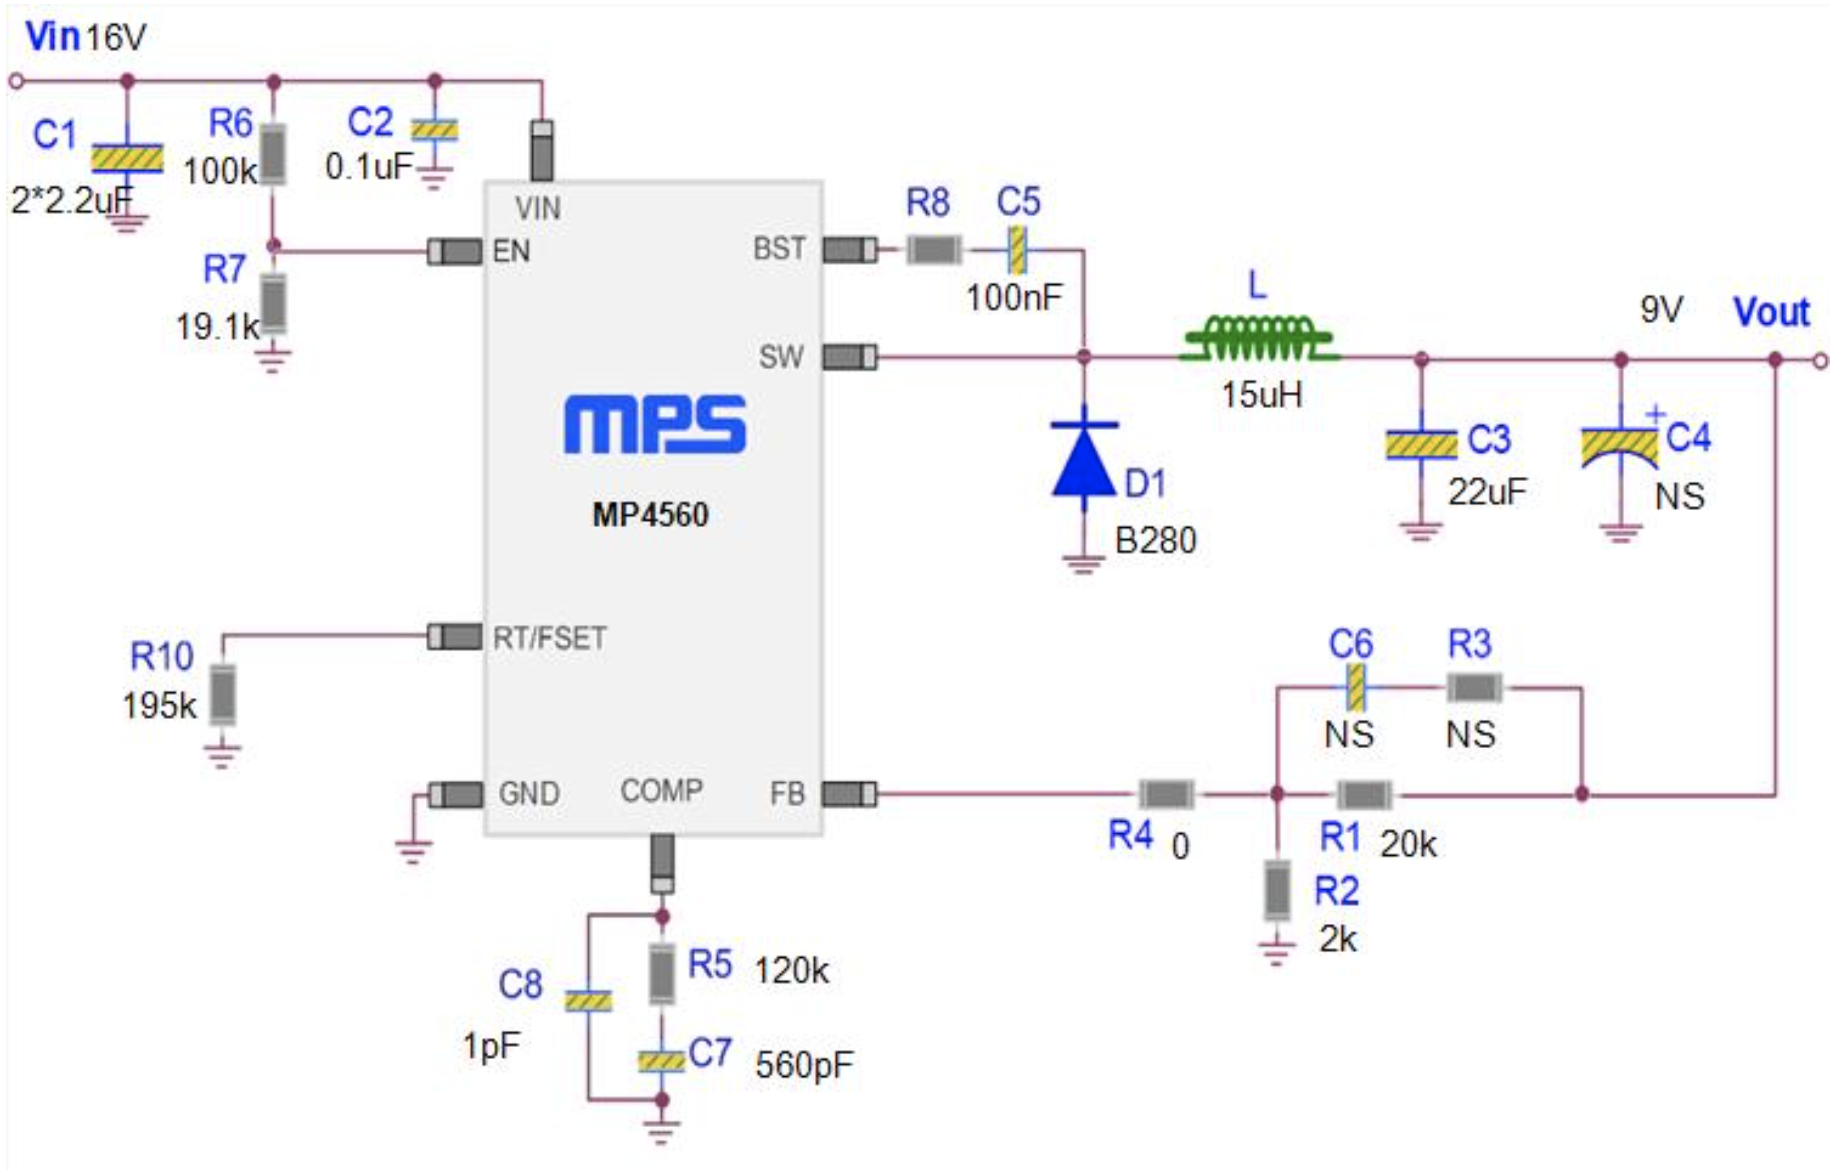 Vin 16V
C1
2*2.2uF
R6
100k
C2
0.1uF
R7
19.1k
VIN
EN
BST
SW
RT/FSET
GND
COMP
FB
MPS
MP4560
R8
C5
100nF
L
15uH
9V Vout
D1
B280
C3
22uF
+
C4
NS
R10
195k
C6
NS
R3
NS
R4 0
R1 20k
R2
2k
C8
1pF
R5 120k
C7 560pF